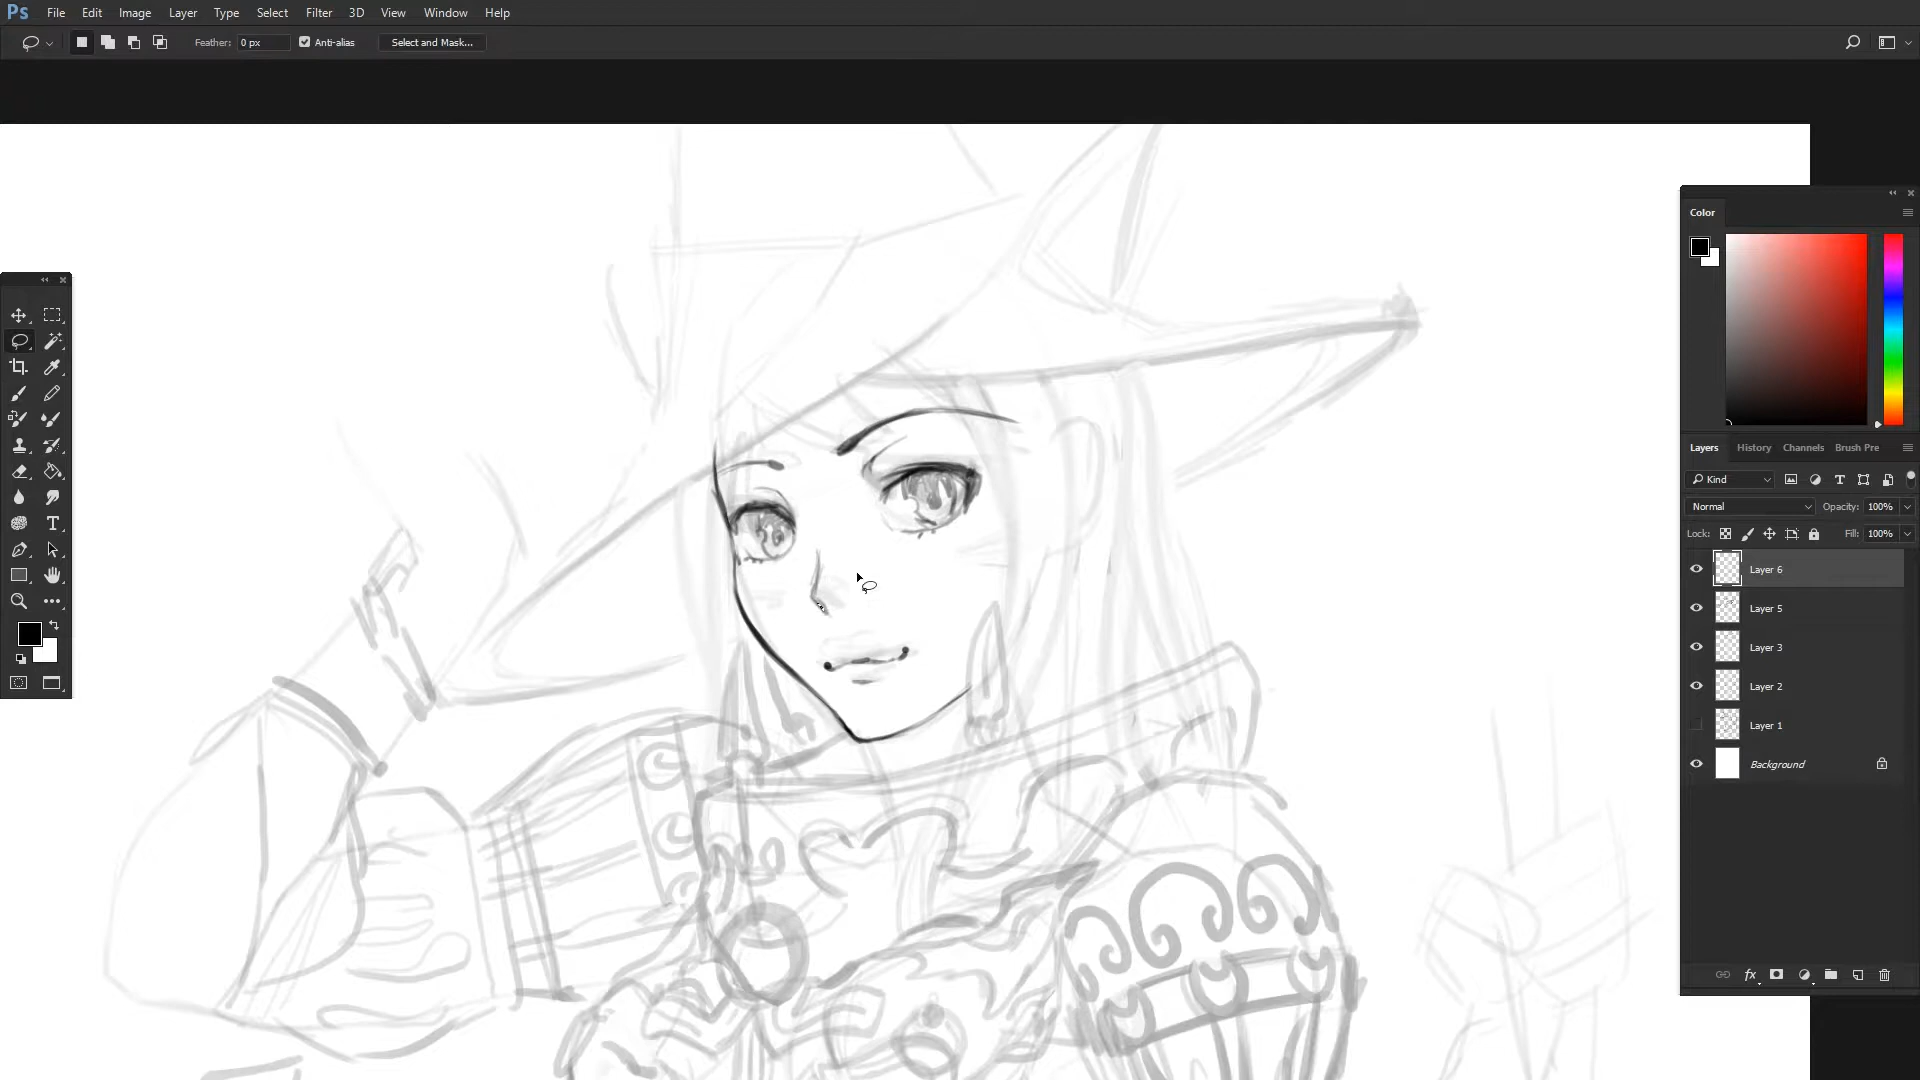 Ps File Edit Image Layer Type Select Filter 3D View Window Help
Feather: 0 px Anti-alias Select and Mask...
Color
Layers History Channels Brush Pre
Kind
Normal Opacity: 100%
Lock: Fill: 100%
Layer 6
Layer 5
Layer 3
Layer 2
Layer 1
Background
fx